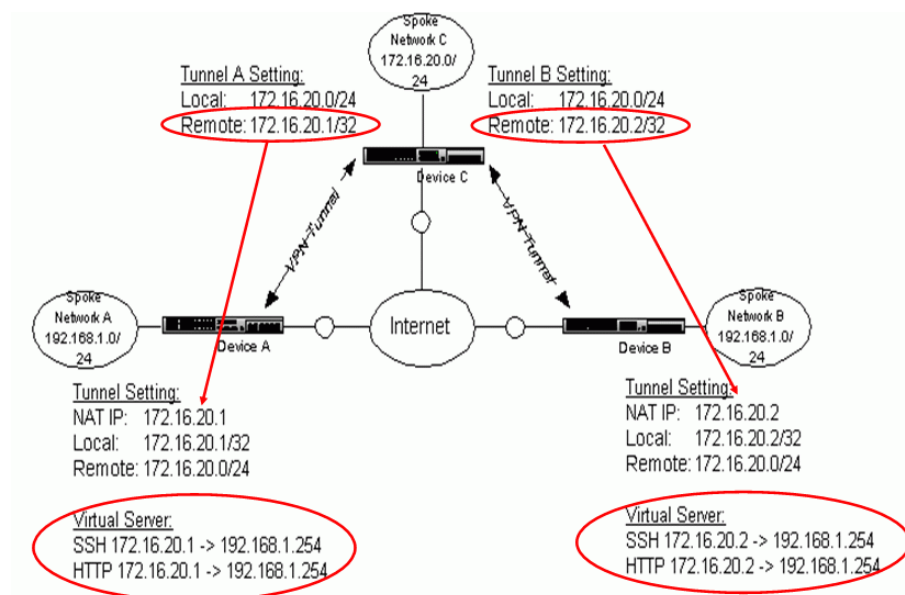 Spoke
Network C
172.16.20.0/
24
Tunnel A Setting:
Local: 172.16.20.0/24
Remote: 172.16.20.1/32
Tunnel B Setting:
Local: 172.16.20.0/24
Remote: 172.16.20.2/32
Device C
VPN-Tunnel
VPN-Tunnel
Spoke
Network A
192.168.1.0/
24
Device A
Internet
Device B
Spoke
Network B
192.168.1.0/
24
Tunnel Setting:
NAT IP: 172.16.20.1
Local: 172.16.20.1/32
Remote: 172.16.20.0/24
Virtual Server:
SSH 172.16.20.1 -> 192.168.1.254
HTTP 172.16.20.1 -> 192.168.1.254
Tunnel Setting:
NAT IP: 172.16.20.2
Local: 172.16.20.2/32
Remote: 172.16.20.0/24
Virtual Server:
SSH 172.16.20.2 -> 192.168.1.254
HTTP 172.16.20.2 -> 192.168.1.254